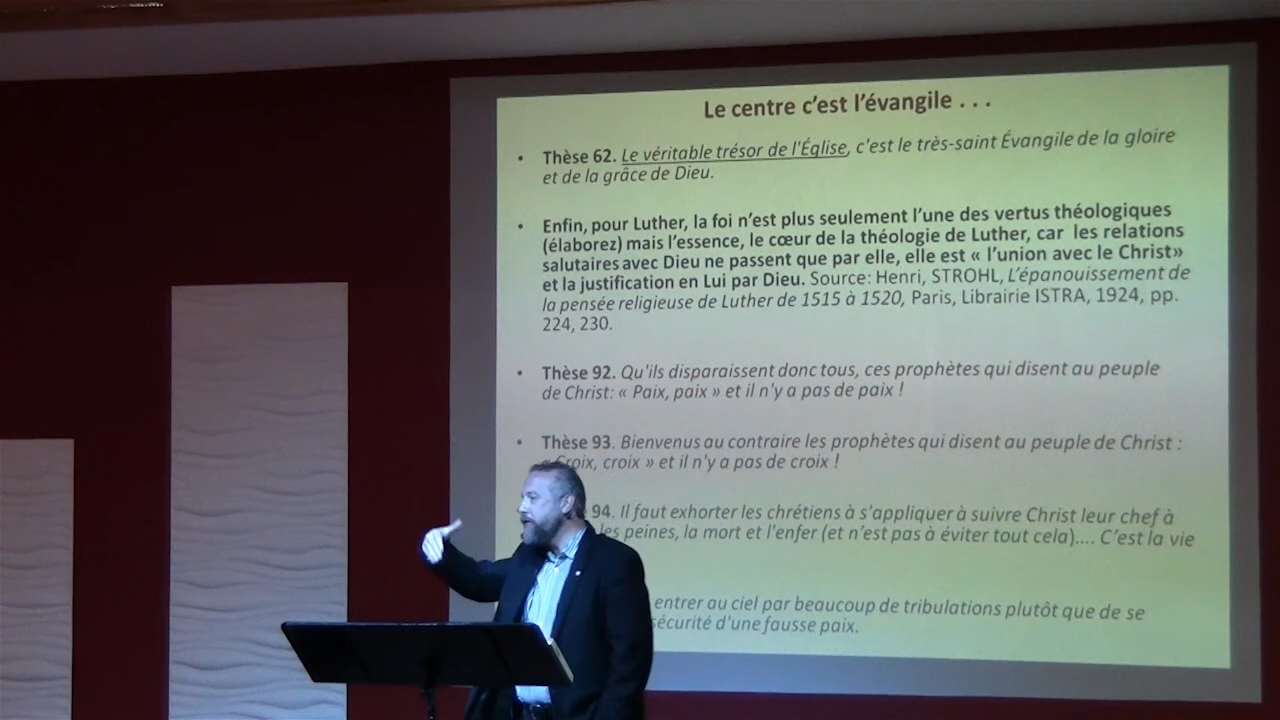 Le centre c'est l'évangile . . .
• Thèse 62. Le véritable trésor de l'Église, c'est le très-saint Évangile de la gloire
et de la grâce de Dieu.
• Enfin, pour Luther, la foi n'est plus seulement l'une des vertus théologiques
(élaborez) mais l'essence, le cœur de la théologie de Luther, car les relations
salutaires avec Dieu ne passent que par elle, elle est « l'union avec le Christ»
et la justification en Lui par Dieu. Source: Henri, STROHL, L'épanouissement de
la pensée religieuse de Luther de 1515 à 1520, Paris, Librairie ISTRA, 1924, pp.
224, 230.
• Thèse 92. Qu'ils disparaissent donc tous, ces prophètes qui disent au peuple
de Christ: « Paix, paix » et il n'y a pas de paix !
• Thèse 93. Bienvenus au contraire les prophètes qui disent au peuple de Christ :
« Croix, croix » et il n'y a pas de croix !
94. Il faut exhorter les chrétiens à s'appliquer à suivre Christ leur chef à
les peines, la mort et l'enfer (et n'est pas à éviter tout cela).... C'est la vie
entrer au ciel par beaucoup de tribulations plutôt que de se
sécurité d'une fausse paix.